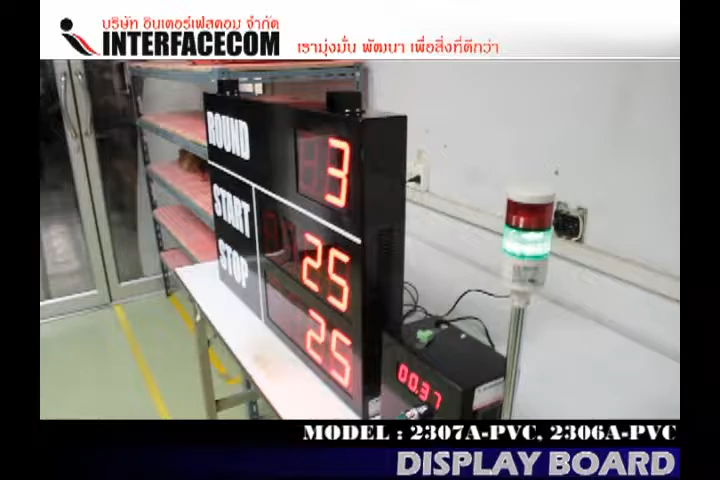 บริษัท อินเตอร์เฟสคอม จำกัด
INTERFACECOM
เรามุ่งมั่น พัฒนา เพื่อสิ่งที่ดีกว่า
ROUND
3
START
25
STOP
25
00.37
MODEL : 2307A-PVC, 2306A-PVC
DISPLAY BOARD